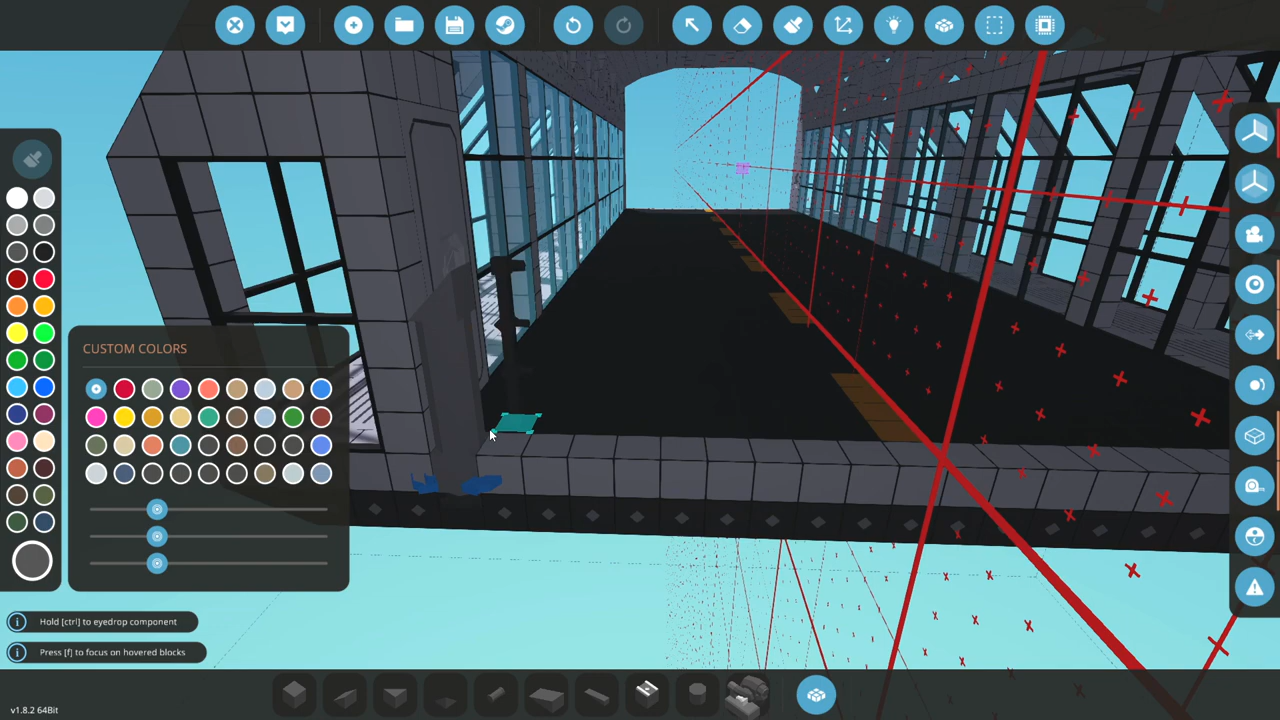 CUSTOM COLORS
Hold [ctrl] to eyedrop component
Press [f] to focus on hovered blocks
v1.8.2 64Bit